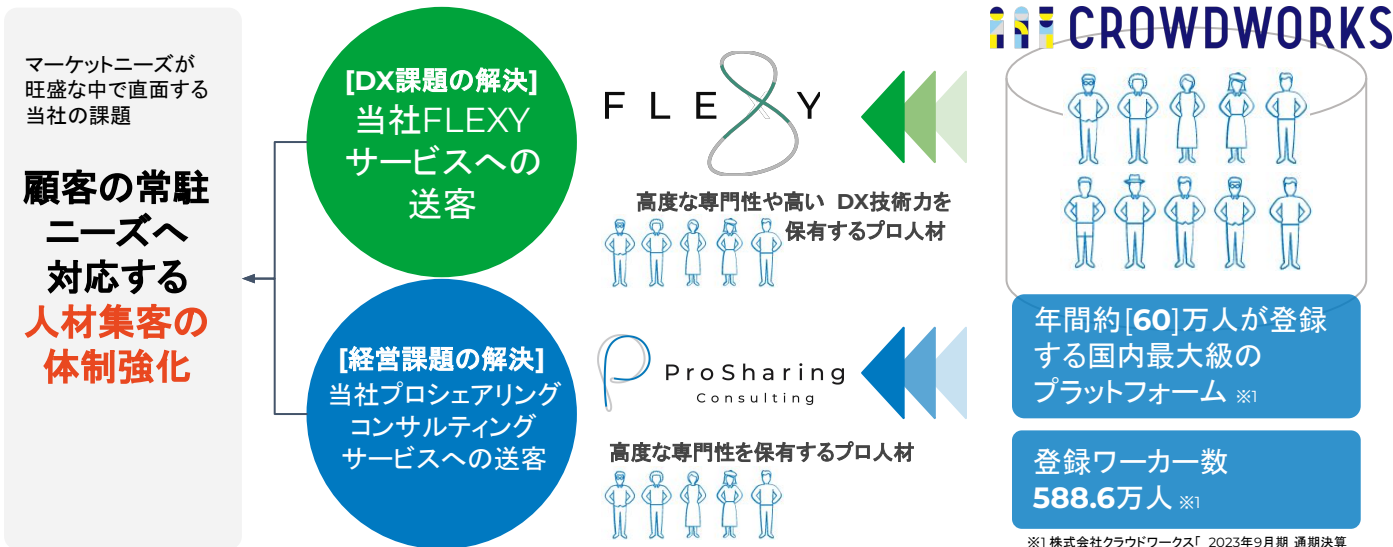 マーケットニーズが
旺盛な中で直面する
当社の課題
顧客の常駐
ニーズへ
対応する
人材集客の
体制強化
[DX課題の解決]
当社FLEXY
サービスへの
送客
[経営課題の解決]
当社プロシェアリング
コンサルティング
サービスへの送客
FLEXY
高度な専門性や高い DX技術力を
保有するプロ人材
ProSharing
Consulting
高度な専門性を保有するプロ人材
CROWDWORKS
年間約[60]万人が登録
する国内最大級の
プラットフォーム ※1
登録ワーカー数
588.6万人 ※1
※1 株式会社クラウドワークス「 2023年9月期 通期決算